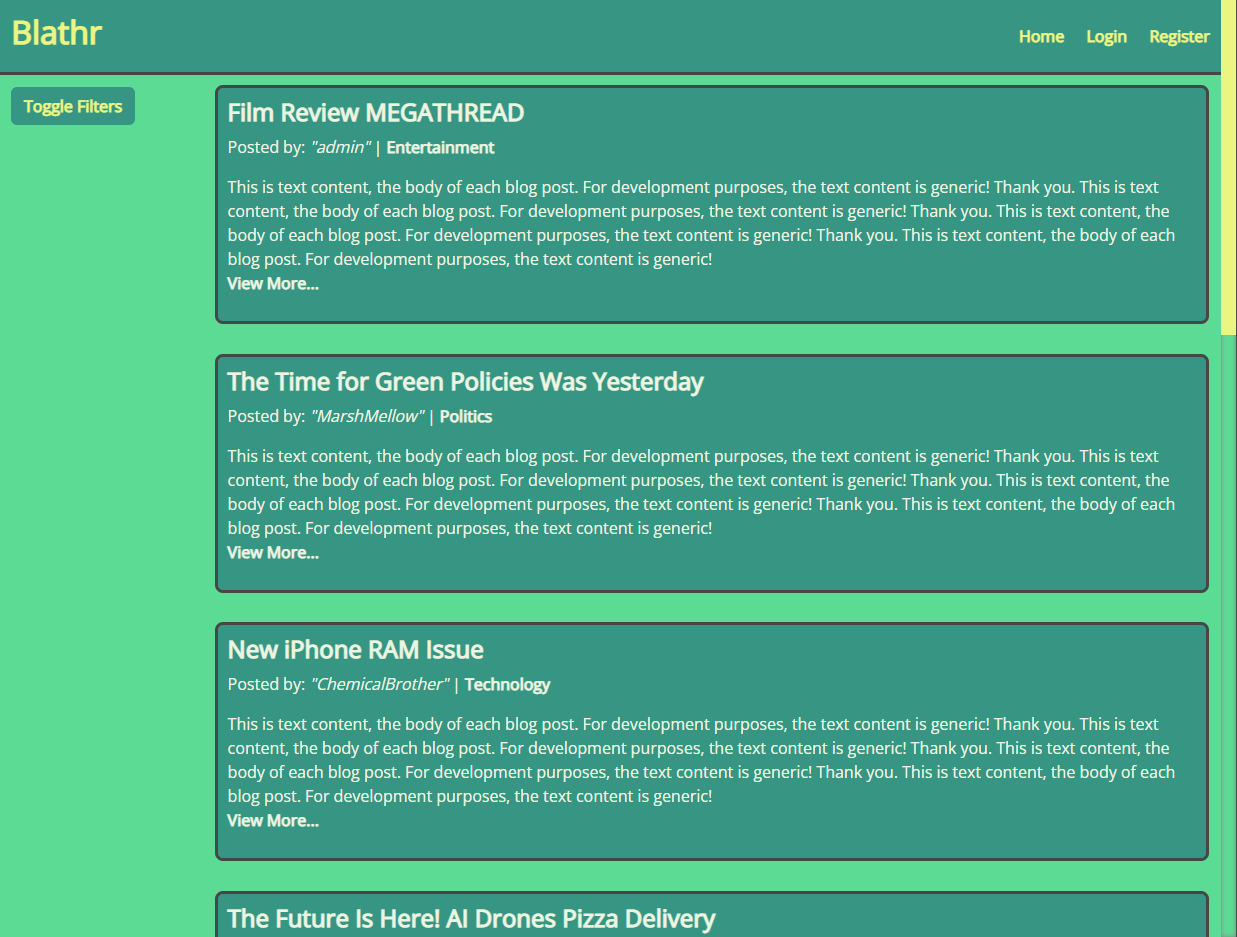 Blathr
Home Login Register
Toggle Filters
Film Review MEGATHREAD
Posted by: "admin" | Entertainment
This is text content, the body of each blog post. For development purposes, the text content is generic! Thank you. This is text
content, the body of each blog post. For development purposes, the text content is generic! Thank you. This is text content, the
body of each blog post. For development purposes, the text content is generic! Thank you. This is text content, the body of each
blog post. For development purposes, the text content is generic!
View More...
The Time for Green Policies Was Yesterday
Posted by: "MarshMellow" | Politics
This is text content, the body of each blog post. For development purposes, the text content is generic! Thank you. This is text
content, the body of each blog post. For development purposes, the text content is generic! Thank you. This is text content, the
body of each blog post. For development purposes, the text content is generic! Thank you. This is text content, the body of each
blog post. For development purposes, the text content is generic!
View More...
New iPhone RAM Issue
Posted by: "ChemicalBrother" | Technology
This is text content, the body of each blog post. For development purposes, the text content is generic! Thank you. This is text
content, the body of each blog post. For development purposes, the text content is generic! Thank you. This is text content, the
body of each blog post. For development purposes, the text content is generic! Thank you. This is text content, the body of each
blog post. For development purposes, the text content is generic!
View More...
The Future Is Here! AI Drones Pizza Delivery